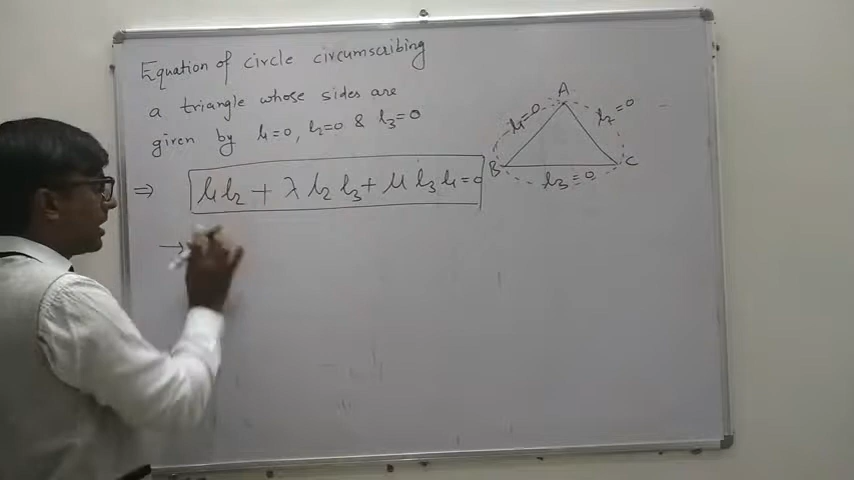 Equation of circle circumscribing
a triangle whose sides are
given by l1=0, l2=0 & l3=0
⇒ l1l2 + λ l2l3 + μ l3l1 = 0
→
A
l1=0
l2=0
B
C
l3=0